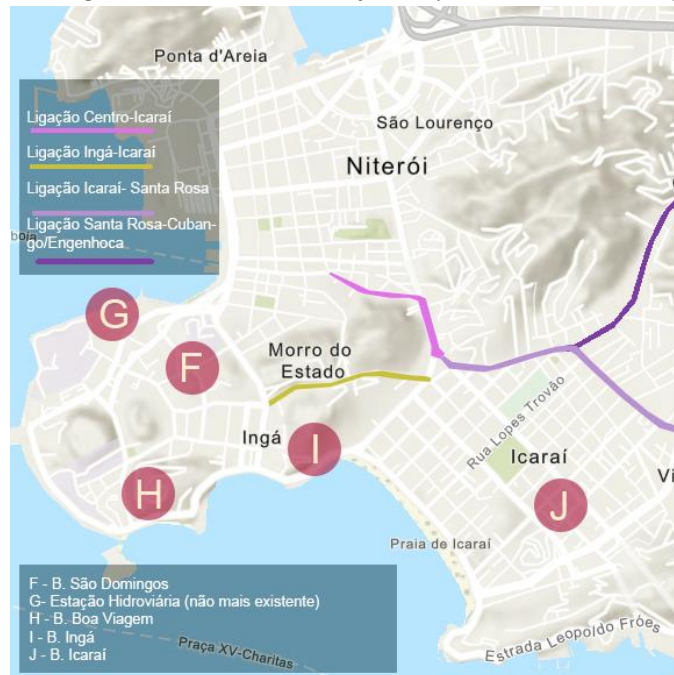 Ponta d'Areia
Ligação Centro-Icaraí
Ligação Ingá-Icaraí
Ligação Icaraí- Santa Rosa
Ligação Santa Rosa-Cuban-
go/Engenhoca
São Lourenço
Niterói
G
F
Morro do
Estado
Ingá
I
H
Rua Lopes Trovão
Icaraí
J
Vi
Praia de Icaraí
F - B. São Domingos
G- Estação Hidroviária (não mais existente)
H - B. Boa Viagem
I - B. Ingá
J - B. Icaraí
Praça XV-Charitas
Estrada Leopoldo Fróes